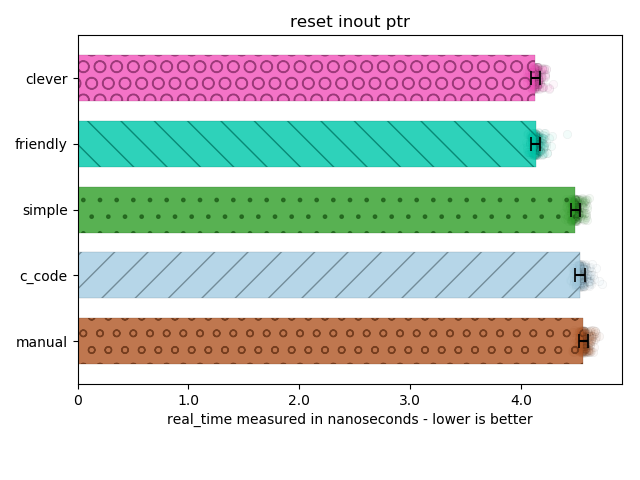 reset inout ptr
clever
friendly
simple
c_code
manual
0 1.0 2.0 3.0 4.0
real_time measured in nanoseconds - lower is better